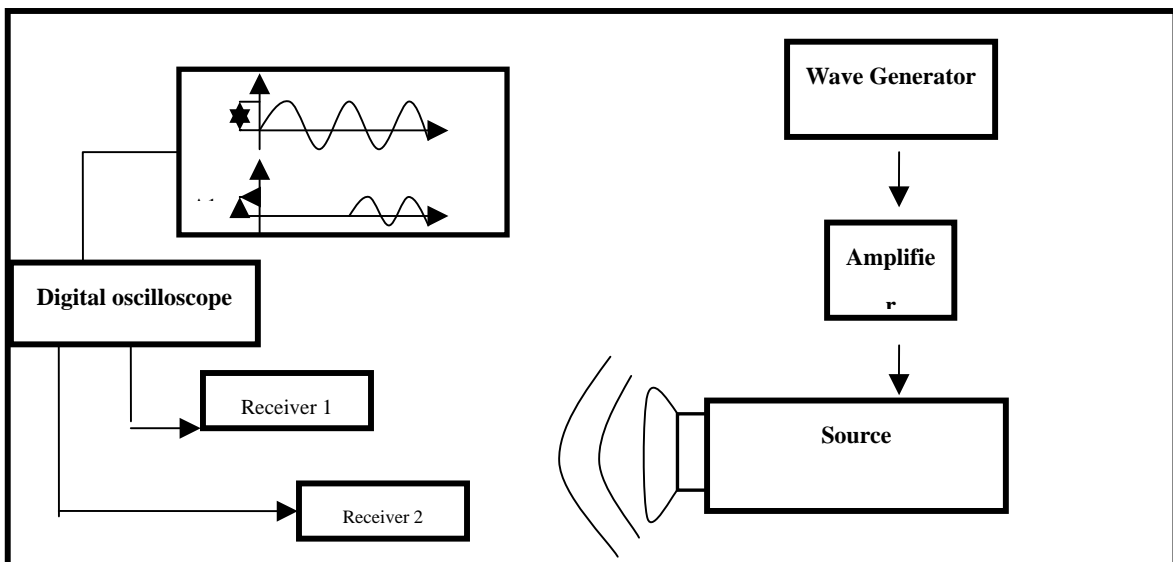 Wave Generator
Amplifie
r
Digital oscilloscope
Receiver 1
Source
Receiver 2